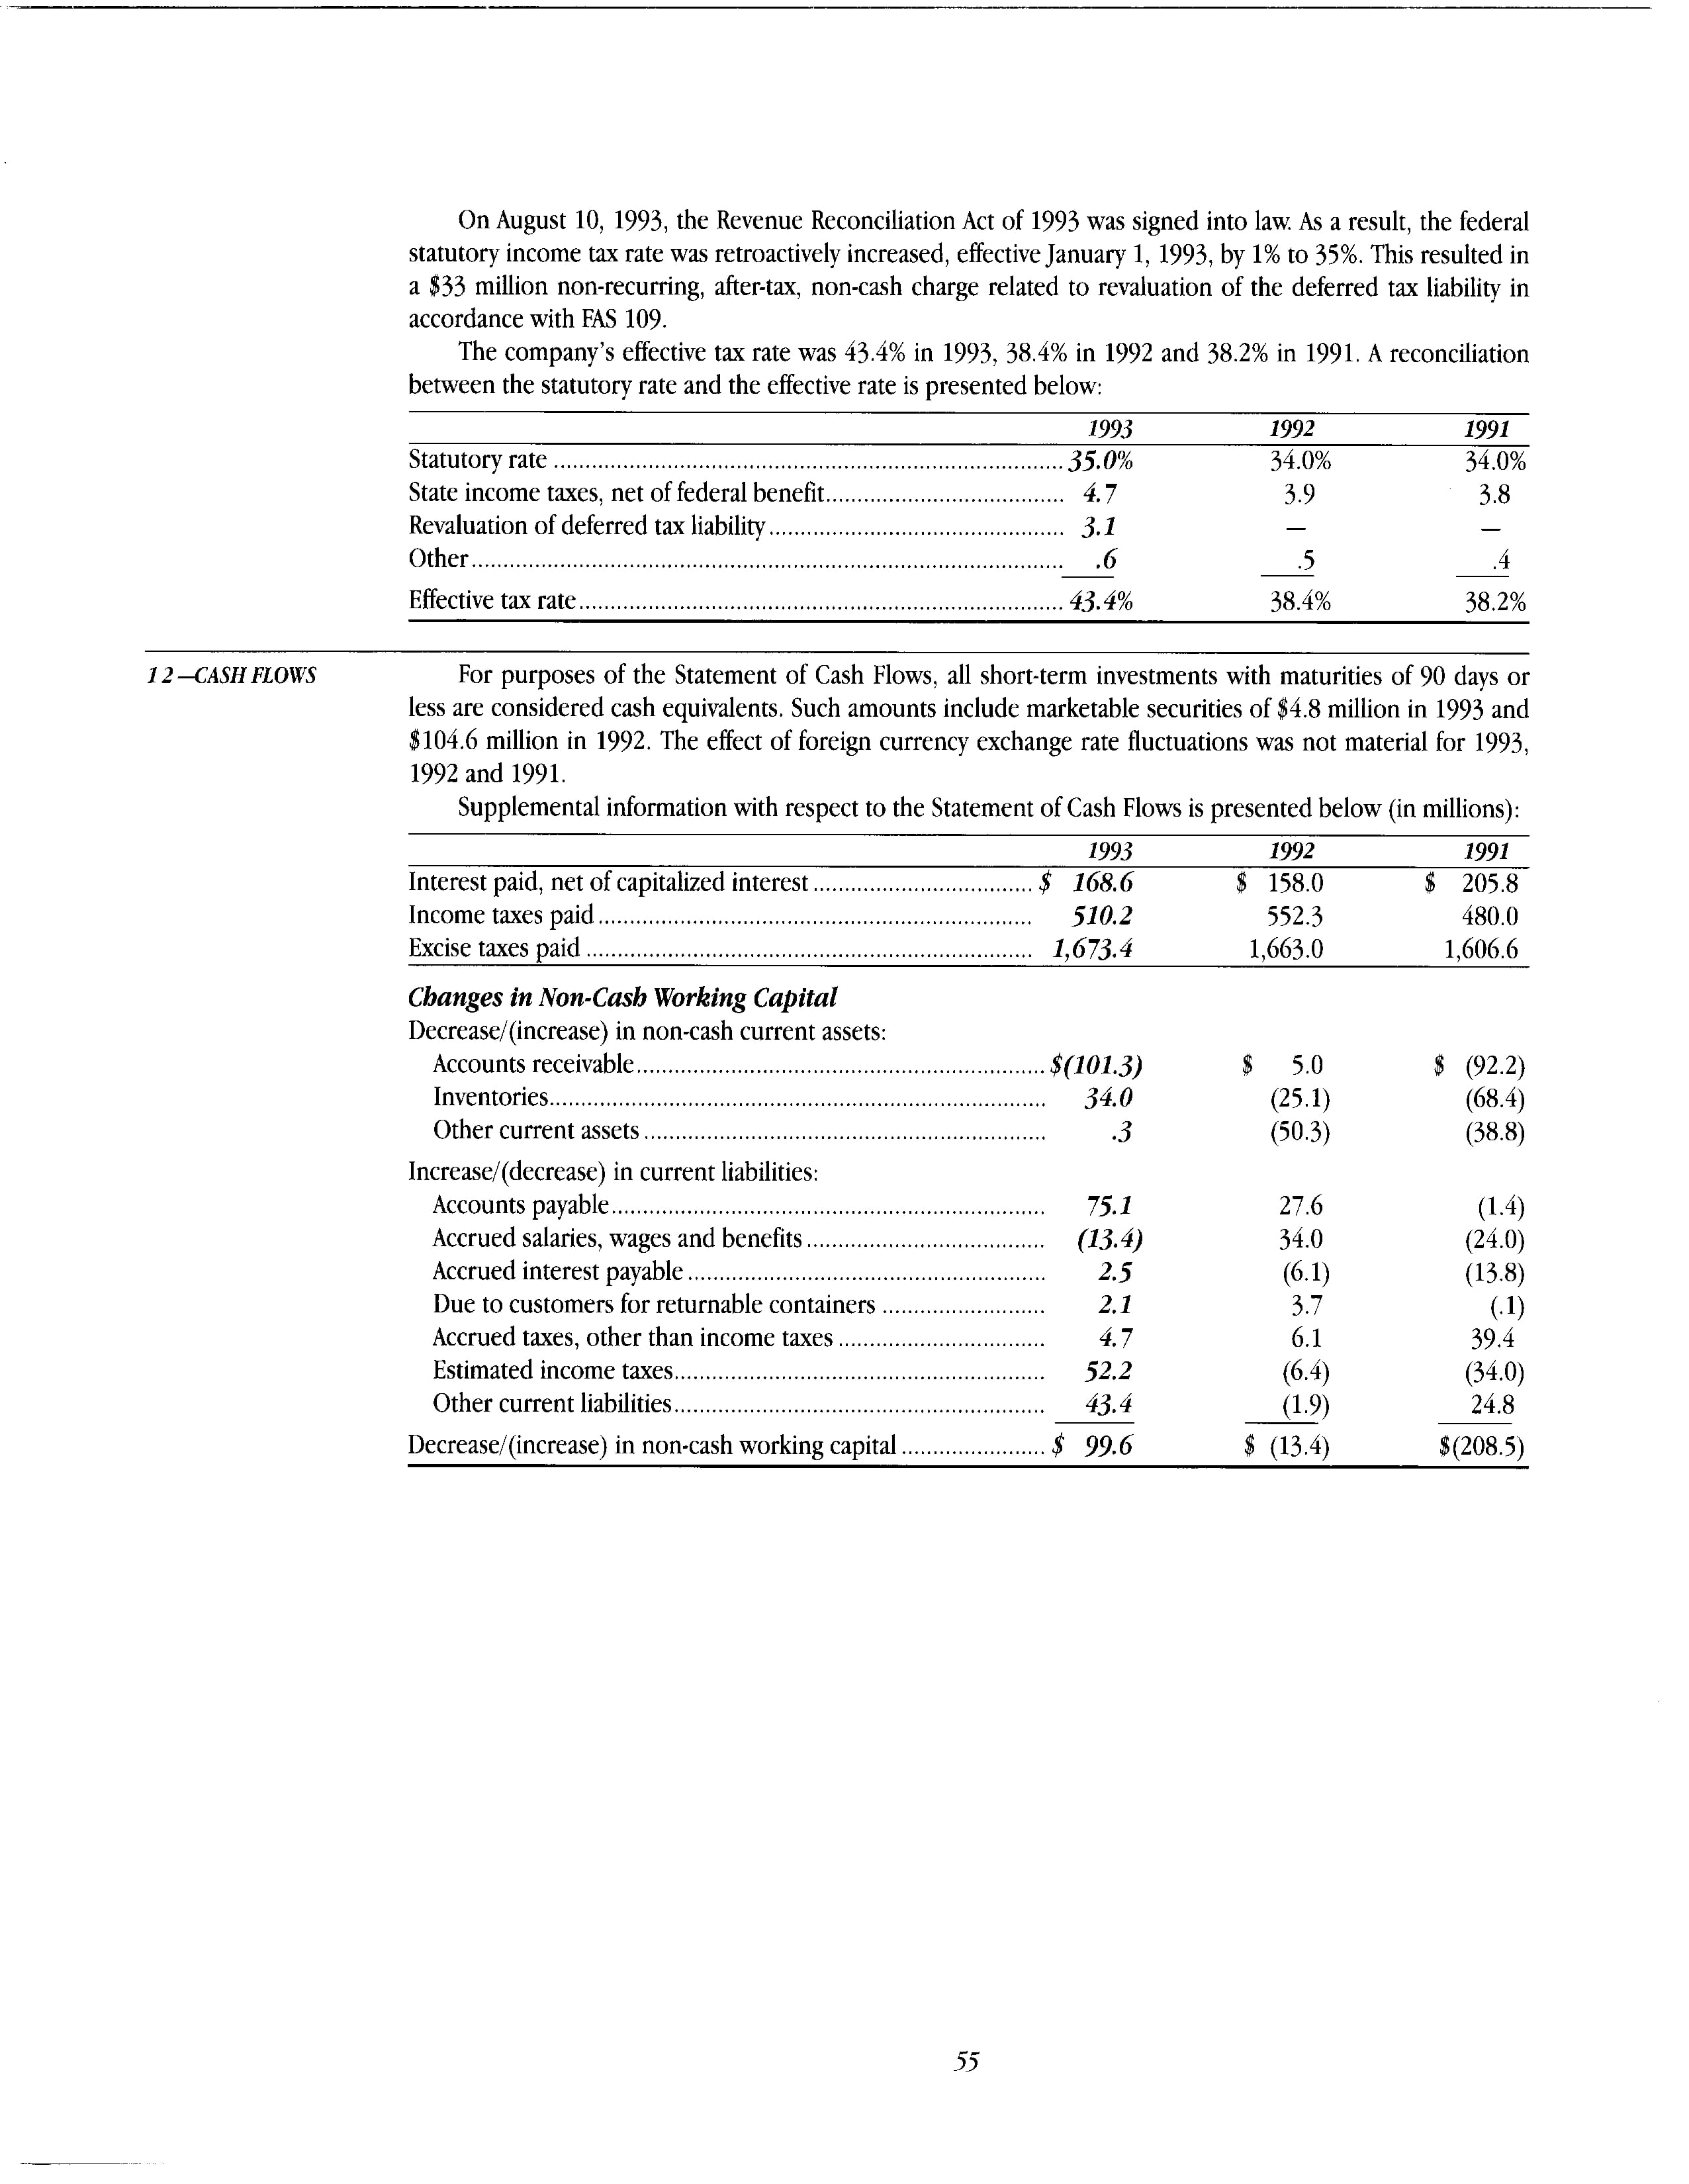 On August 10, 1993, the Revenue Reconciliation Act of 1993 was signed into law. As a result, the federal
statutory income tax rate was retroactively increased, effective January 1, 1993, by 1% to 35%. This resulted in
a $33 million non-recurring, after-tax, non-cash charge related to revaluation of the deferred tax liability in
accordance with FAS 109.
The company's effective tax rate was 43.4% in 1993, 38.4% in 1992 and 38.2% in 1991. A reconciliation
between the statutory rate and the effective rate is presented below:
1993 1992 1991
Statutory rate 35.0% 34.0% 34.0%
State income taxes, net of federal benefit 4.7 3.9 3.8
Revaluation of deferred tax liability 3.1 — —
Other .6 .5 .4
Effective tax rate 43.4% 38.4% 38.2%
12—CASH FLOWS
For purposes of the Statement of Cash Flows, all short-term investments with maturities of 90 days or
less are considered cash equivalents. Such amounts include marketable securities of $4.8 million in 1993 and
$104.6 million in 1992. The effect of foreign currency exchange rate fluctuations was not material for 1993,
1992 and 1991.
Supplemental information with respect to the Statement of Cash Flows is presented below (in millions):
1993 1992 1991
Interest paid, net of capitalized interest $ 168.6 $ 158.0 $ 205.8
Income taxes paid 510.2 552.3 480.0
Excise taxes paid 1,673.4 1,663.0 1,606.6
Changes in Non-Cash Working Capital
Decrease/(increase) in non-cash current assets:
Accounts receivable $(101.3) $ 5.0 $ (92.2)
Inventories 34.0 (25.1) (68.4)
Other current assets .3 (50.3) (38.8)
Increase/(decrease) in current liabilities:
Accounts payable 75.1 27.6 (1.4)
Accrued salaries, wages and benefits (13.4) 34.0 (24.0)
Accrued interest payable 2.5 (6.1) (13.8)
Due to customers for returnable containers 2.1 3.7 (.1)
Accrued taxes, other than income taxes 4.7 6.1 39.4
Estimated income taxes 52.2 (6.4) (34.0)
Other current liabilities 43.4 (1.9) 24.8
Decrease/(increase) in non-cash working capital $ 99.6 $ (13.4) $(208.5)
55